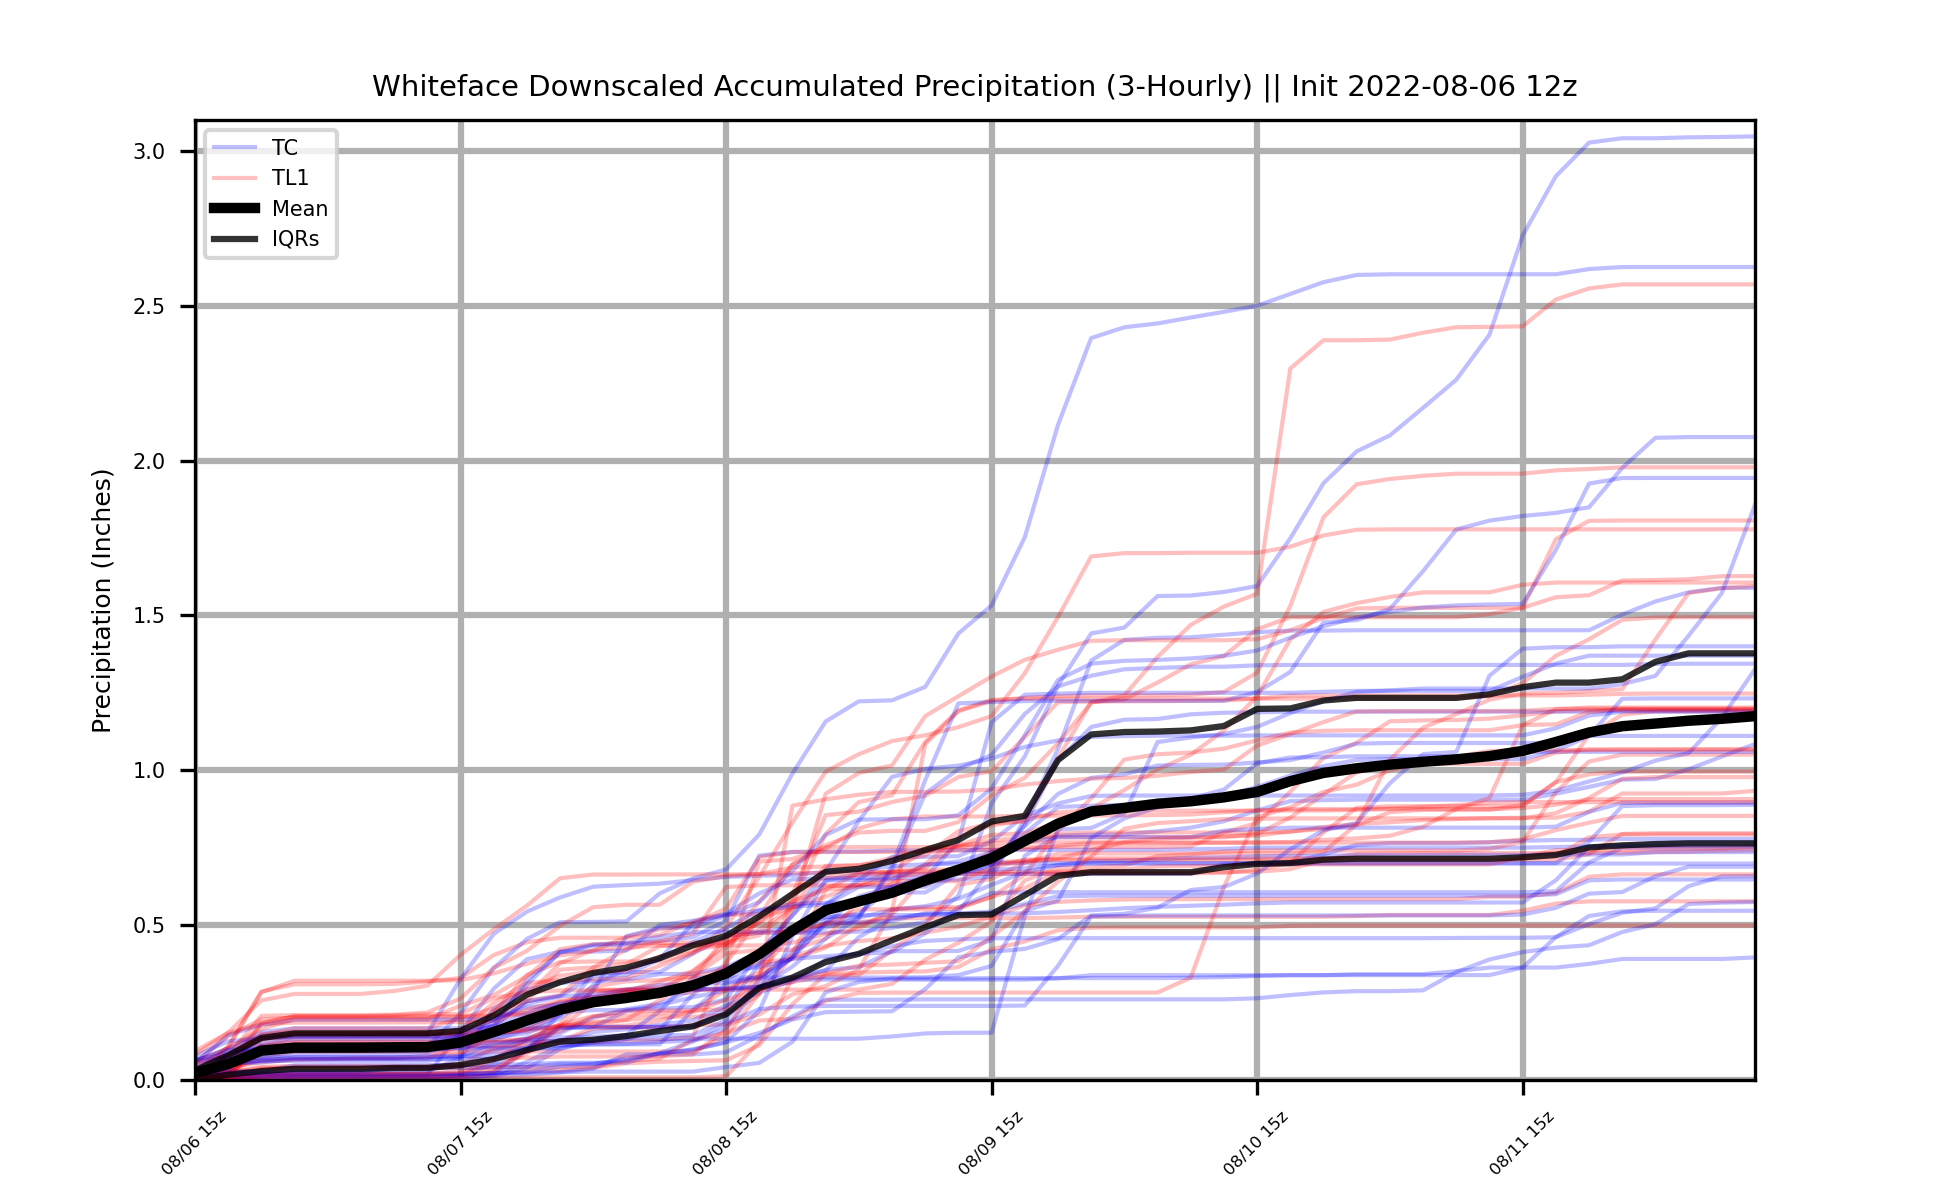 Whiteface Downscaled Accumulated Precipitation (3-Hourly) || Init 2022-08-06 12z
TC
TL1
Mean
IQRs
Precipitation (Inches)
3.0
2.5
2.0
1.5
1.0
0.5
0.0
08/06 15z
08/07 15z
08/08 15z
08/09 15z
08/10 15z
08/11 15z